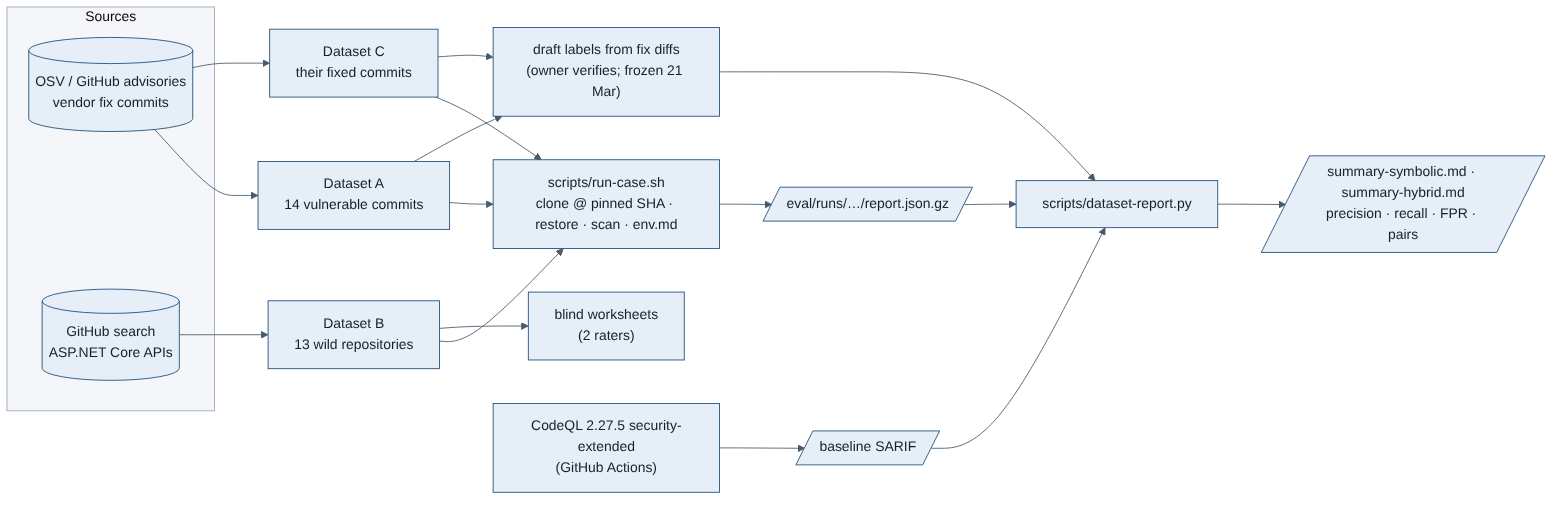 Sources
OSV / GitHub advisories
vendor fix commits
GitHub search
ASP.NET Core APIs
Dataset C
their fixed commits
Dataset A
14 vulnerable commits
Dataset B
13 wild repositories
draft labels from fix diffs
(owner verifies; frozen 21
Mar)
scripts/run-case.sh
clone @ pinned SHA ·
restore · scan · env.md
blind worksheets
(2 raters)
CodeQL 2.27.5 security-
extended
(GitHub Actions)
eval/runs/…/report.json.gz
baseline SARIF
scripts/dataset-report.py
summary-symbolic.md ·
summary-hybrid.md
precision · recall · FPR ·
pairs